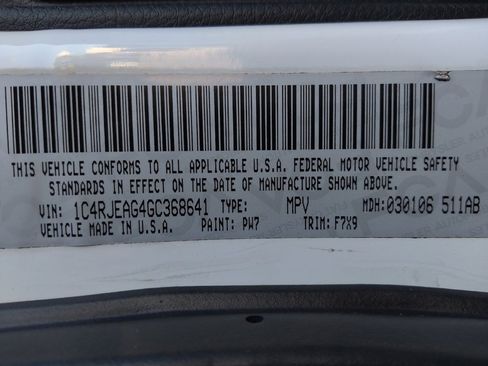 THIS VEHICLE CONFORMS TO ALL APPLICABLE U.S.A. FEDERAL MOTOR VEHICLE SAFETY
STANDARDS IN EFFECT ON THE DATE OF MANUFACTURE SHOWN ABOVE.
VIN: 1C4RJEAG4GC368641 TYPE: MPV MDH:030106 511AB
VEHICLE MADE IN U.S.A. PAINT: PW7 TRIM: F7X9